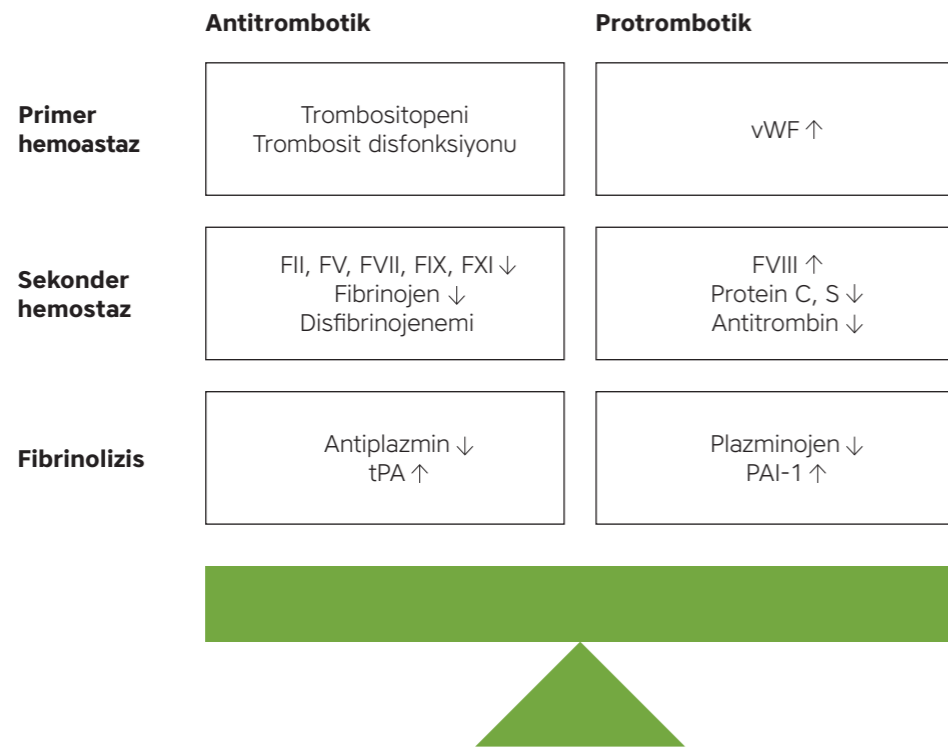 Antitrombotik
Protrombotik
Primer
hemoastaz
Trombositopeni
Trombosit disfonksiyonu
vWF ↑
Sekonder
hemostaz
FII, FV, FVII, FIX, FXI ↓
Fibrinojen ↓
Disfibrinojenemi
FVIII ↑
Protein C, S ↓
Antitrombin ↓
Fibrinolizis
Antiplazmin ↓
tPA ↑
Plazminojen ↓
PAI-1 ↑